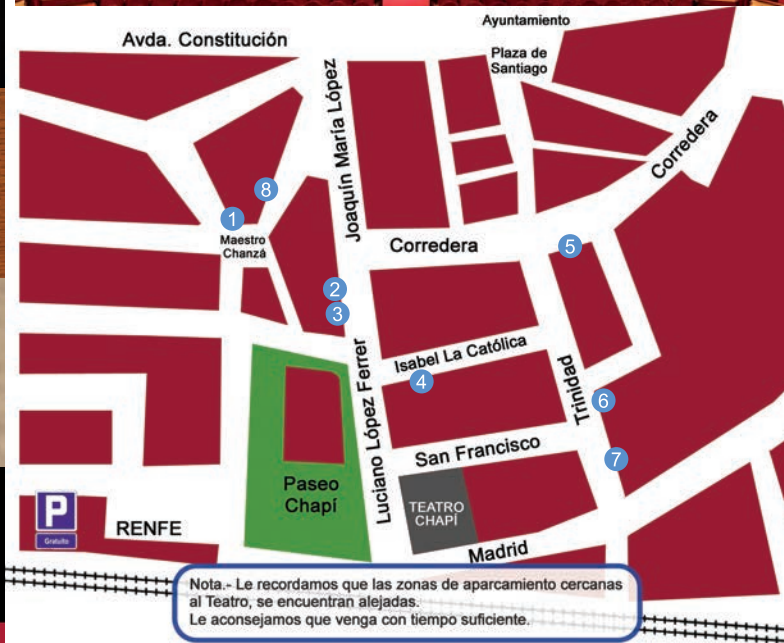 Ayuntamiento
Avda. Constitución
Plaza de
Santiago
Joaquín María López
Corredera
8
1
Maestro
Chanzá
Corredera
5
2
3
Isabel La Católica
4
Luciano López Ferrer
Trinidad
6
San Francisco
7
Paseo
Chapí
TEATRO
CHAPÍ
P
Gratuito
RENFE
Madrid
Nota.- Le recordamos que las zonas de aparcamiento cercanas
al Teatro, se encuentran alejadas.
Le aconsejamos que venga con tiempo suficiente.